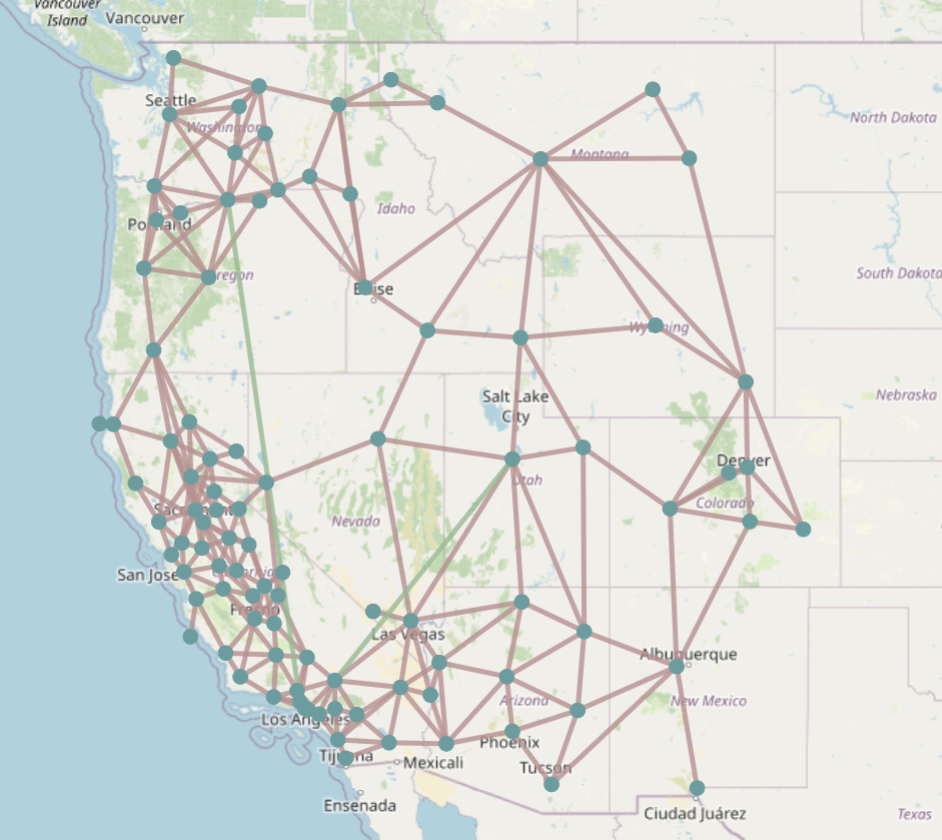 Vancouver
Island
Vancouver
Seattle
Washington
North Dakota
Montana
Idaho
Portland
Oregon
Boise
South Dakota
Wyoming
Salt Lake
City
Nebraska
Denver
Utah
Colorado
Sacramento
Nevada
San Jose
California
Fresno
Las Vegas
Albuquerque
Arizona
New Mexico
Los Angeles
Phoenix
Tijuana
Mexicali
Tucson
Ensenada
Ciudad Juárez
Texas